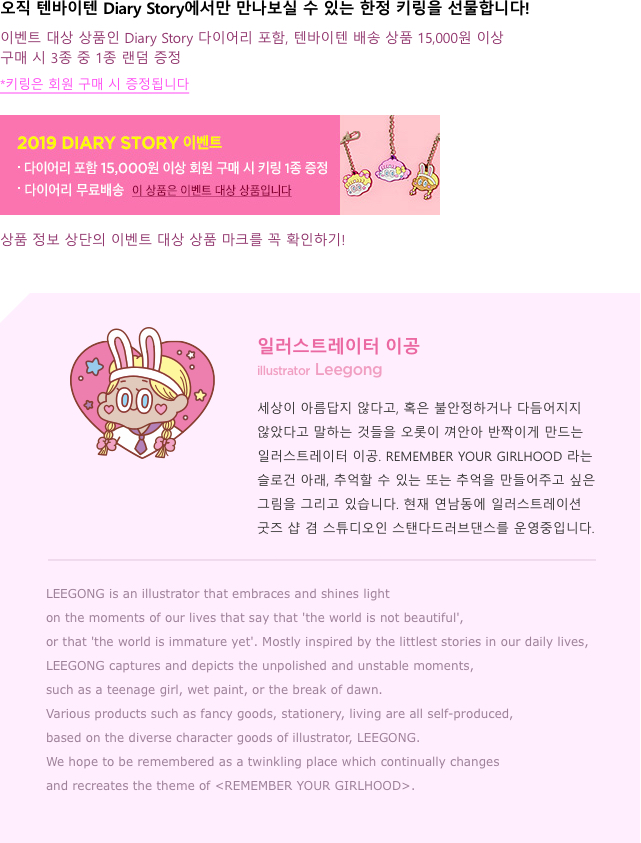 오직 텐바이텐 Diary Story에서만 만나보실 수 있는 한정 키링을 선물합니다!
이벤트 대상 상품인 Diary Story 다이어리 포함, 텐바이텐 배송 상품 15,000원 이상
구매 시 3종 중 1종 랜덤 증정
*키링은 회원 구매 시 증정됩니다
2019 DIARY STORY 이벤트
· 다이어리 포함 15,000원 이상 회원 구매 시 키링 1종 증정
· 다이어리 무료배송 이 상품은 이벤트 대상 상품입니다
상품 정보 상단의 이벤트 대상 상품 마크를 꼭 확인하기!
일러스트레이터 이공
illustrator Leegong
세상이 아름답지 않다고, 혹은 불안정하거나 다듬어지지
않았다고 말하는 것들을 오롯이 껴안아 반짝이게 만드는
일러스트레이터 이공. REMEMBER YOUR GIRLHOOD 라는
슬로건 아래, 추억할 수 있는 또는 추억을 만들어주고 싶은
그림을 그리고 있습니다. 현재 연남동에 일러스트레이션
굿즈 샵 겸 스튜디오인 스탠다드러브댄스를 운영중입니다.
LEEGONG is an illustrator that embraces and shines light
on the moments of our lives that say that 'the world is not beautiful',
or that 'the world is immature yet'. Mostly inspired by the littlest stories in our daily lives,
LEEGONG captures and depicts the unpolished and unstable moments,
such as a teenage girl, wet paint, or the break of dawn.
Various products such as fancy goods, stationery, living are all self-produced,
based on the diverse character goods of illustrator, LEEGONG.
We hope to be remembered as a twinkling place which continually changes
and recreates the theme of <REMEMBER YOUR GIRLHOOD>.